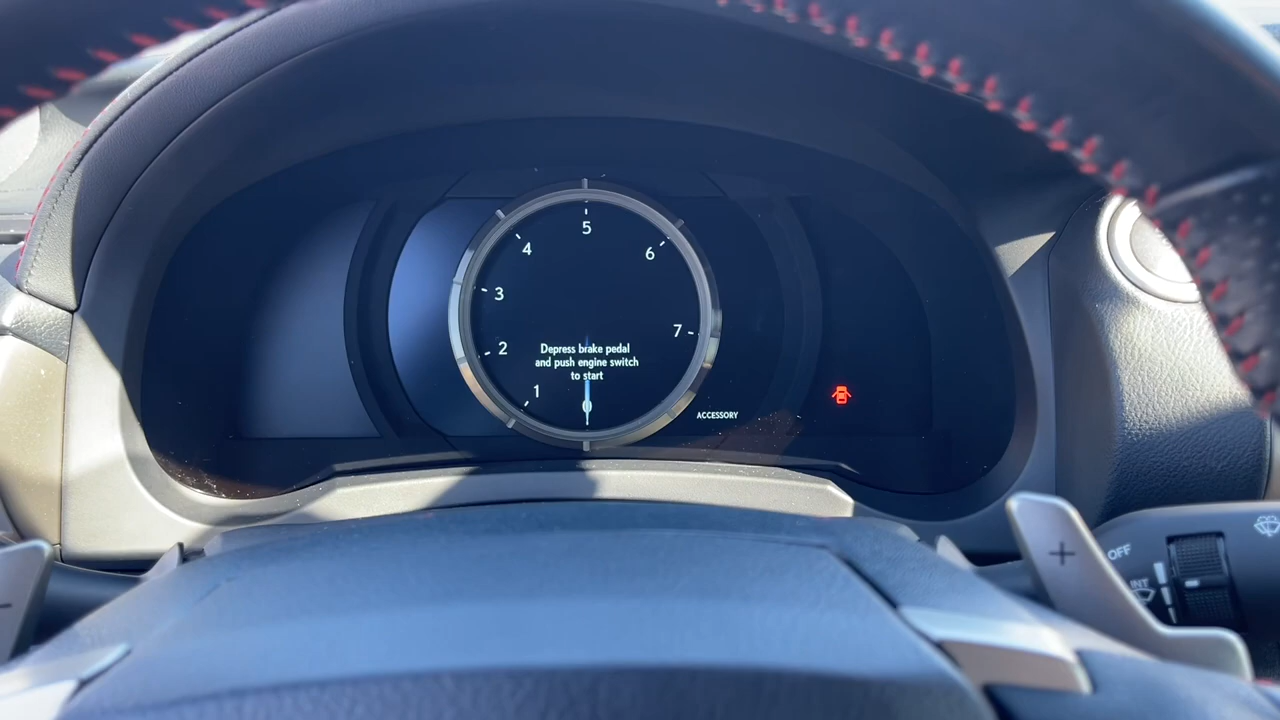 5
4
6
3
7
2
Depress brake pedal
and push engine switch
to start
1
0
ACCESSORY
+
-
OFF
INT